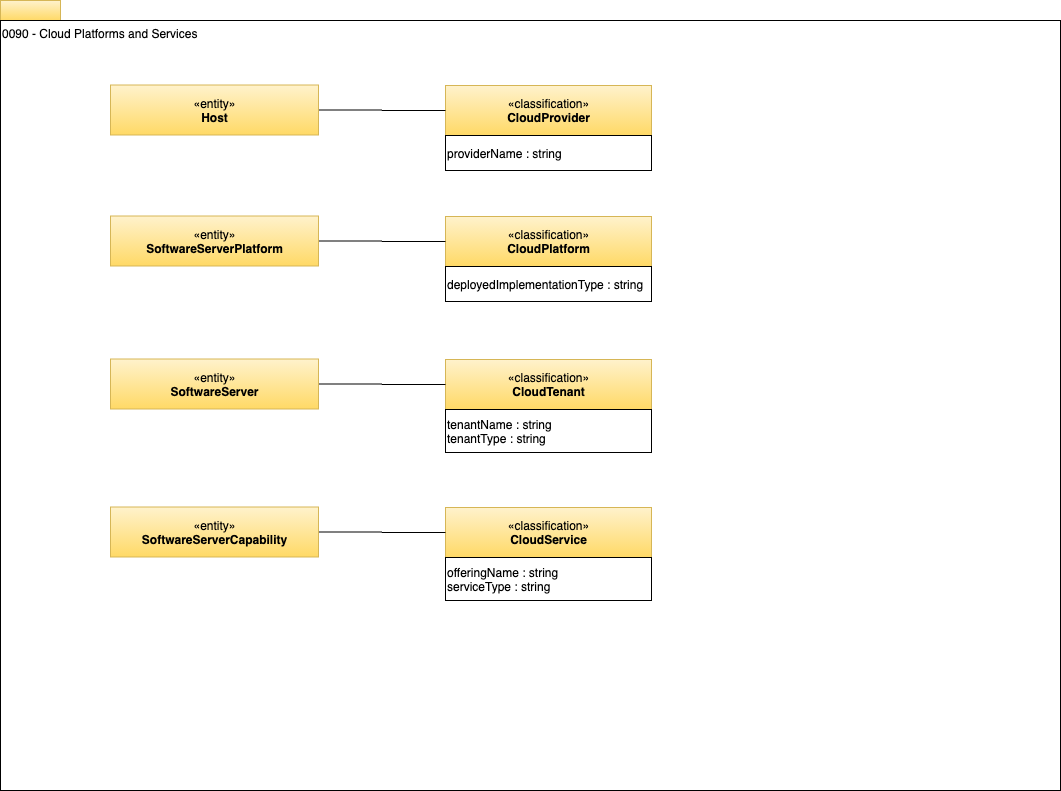 0090 - Cloud Platforms and Services
«entity»
Host
«classification»
CloudProvider
providerName : string
«entity»
SoftwareServerPlatform
«classification»
CloudPlatform
deployedImplementationType : string
«entity»
SoftwareServer
«classification»
CloudTenant
tenantName : string
tenantType : string
«entity»
SoftwareServerCapability
«classification»
CloudService
offeringName : string
serviceType : string